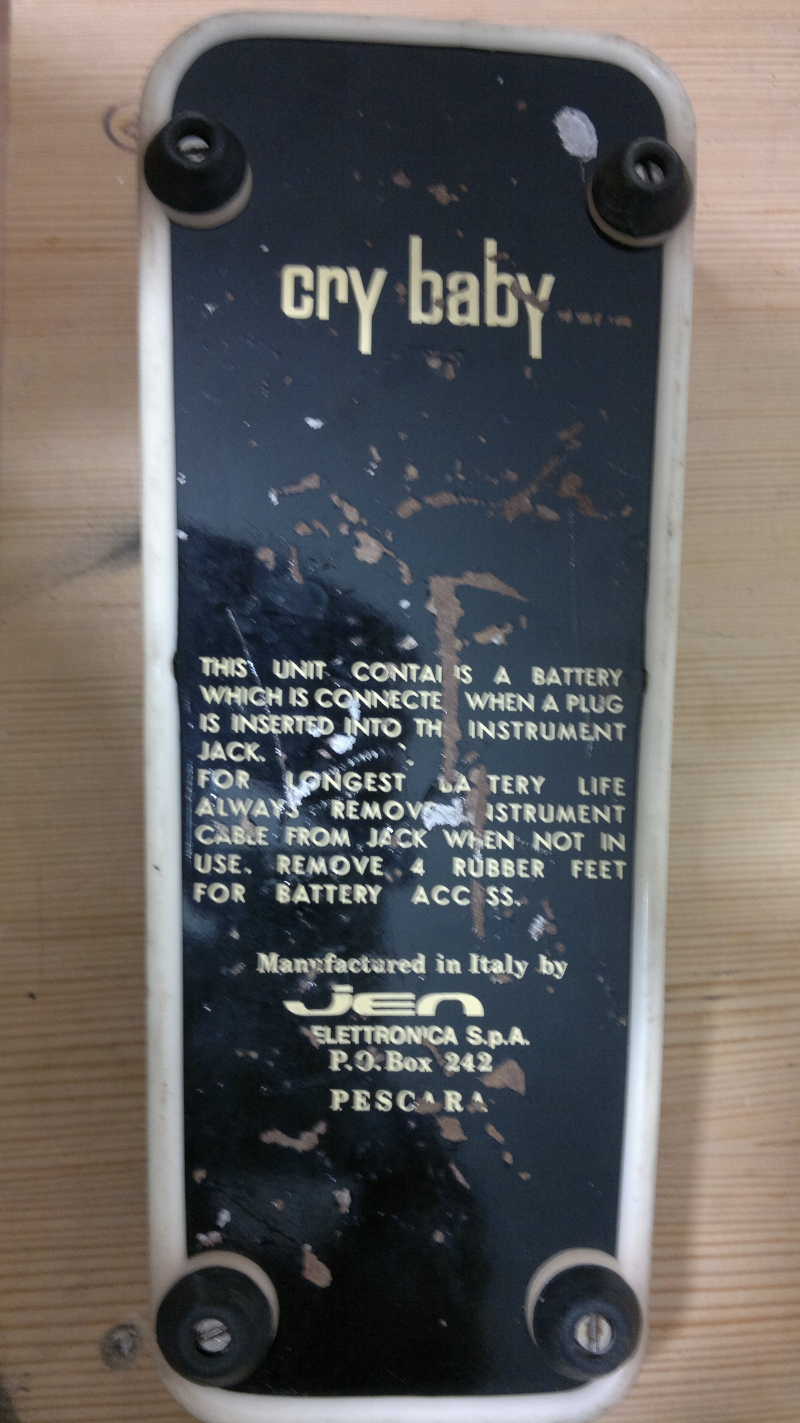 cry baby
THIS UNIT CONTAINS A BATTERY
WHICH IS CONNECTE WHEN A PLUG
IS INSERTED INTO TH INSTRUMENT
JACK.
FOR LONGEST BATTERY LIFE
ALWAYS REMOVE INSTRUMENT
CABLE FROM JACK WHEN NOT IN
USE. REMOVE 4 RUBBER FEET
FOR BATTERY ACCESS.
Manufactured in Italy by
jen
ELETTRONICA S.p.A.
P.O.Box 242
PESCARA